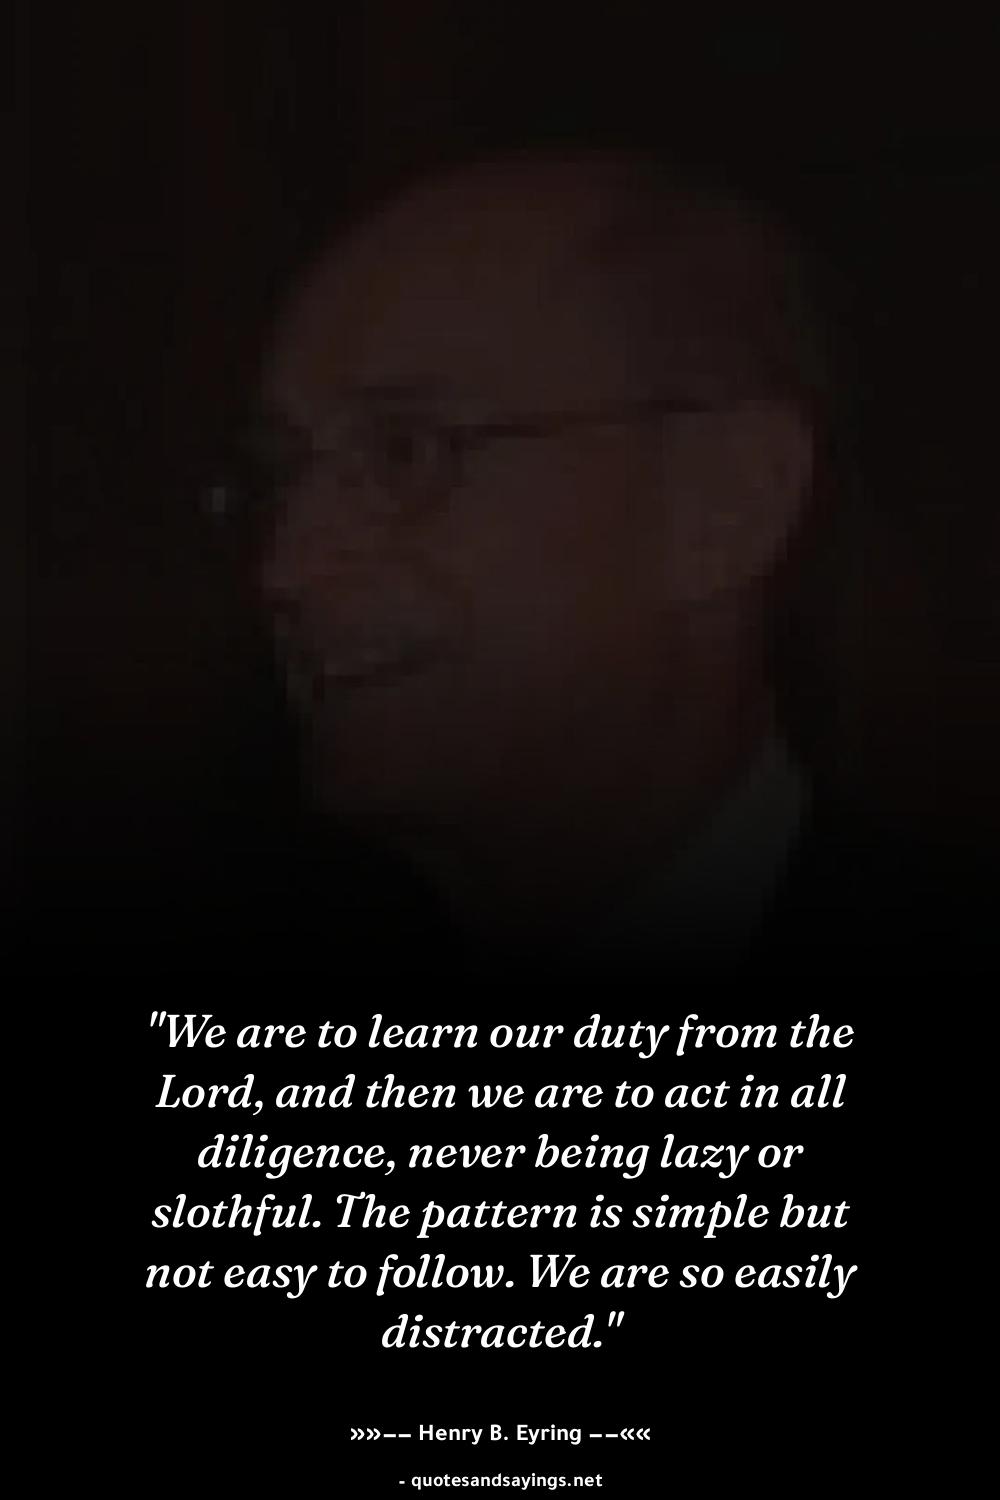 "We are to learn our duty from the
Lord, and then we are to act in all
diligence, never being lazy or
slothful. The pattern is simple but
not easy to follow. We are so easily
distracted."
»»–– Henry B. Eyring ––««
- quotesandsayings.net